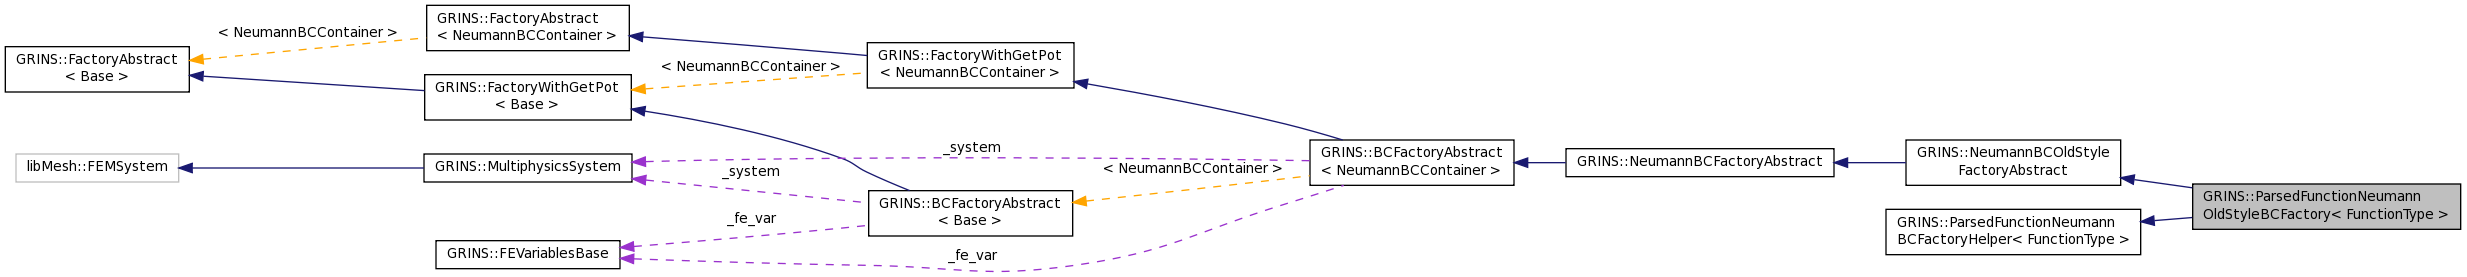 GRINS::FactoryAbstract
< Base >
< NeumannBCContainer >
GRINS::FactoryAbstract
< NeumannBCContainer >
GRINS::FactoryWithGetPot
< Base >
< NeumannBCContainer >
GRINS::FactoryWithGetPot
< NeumannBCContainer >
libMesh::FEMSystem
GRINS::MultiphysicsSystem
_system
_system
GRINS::BCFactoryAbstract
< Base >
_fe_var
GRINS::FEVariablesBase
_fe_var
< NeumannBCContainer >
GRINS::BCFactoryAbstract
< NeumannBCContainer >
GRINS::NeumannBCFactoryAbstract
GRINS::NeumannBCOldStyle
FactoryAbstract
GRINS::ParsedFunctionNeumann
BCFactoryHelper< FunctionType >
GRINS::ParsedFunctionNeumann
OldStyleBCFactory< FunctionType >